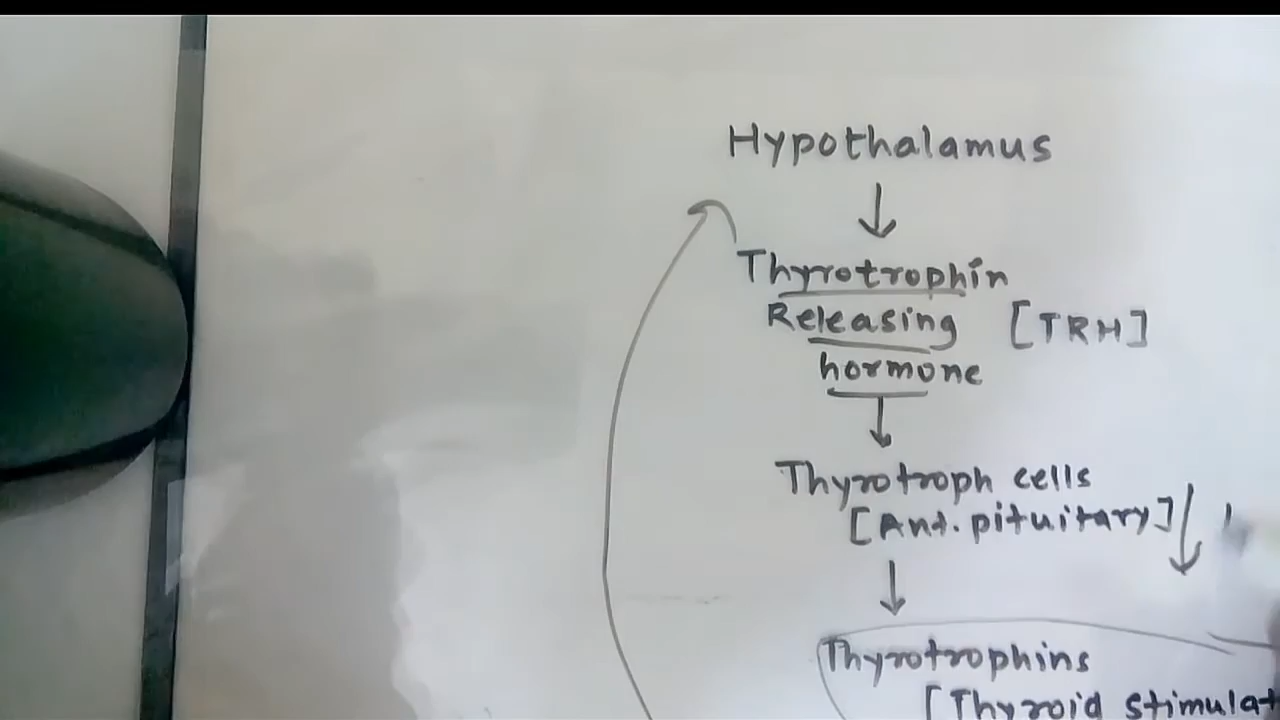 Hypothalamus
Thyrotrophin
Releasing [TRH]
hormone
Thyrotroph cells
[Ant. pituitary]
Thyrotrophins
[Thyroid stimulat